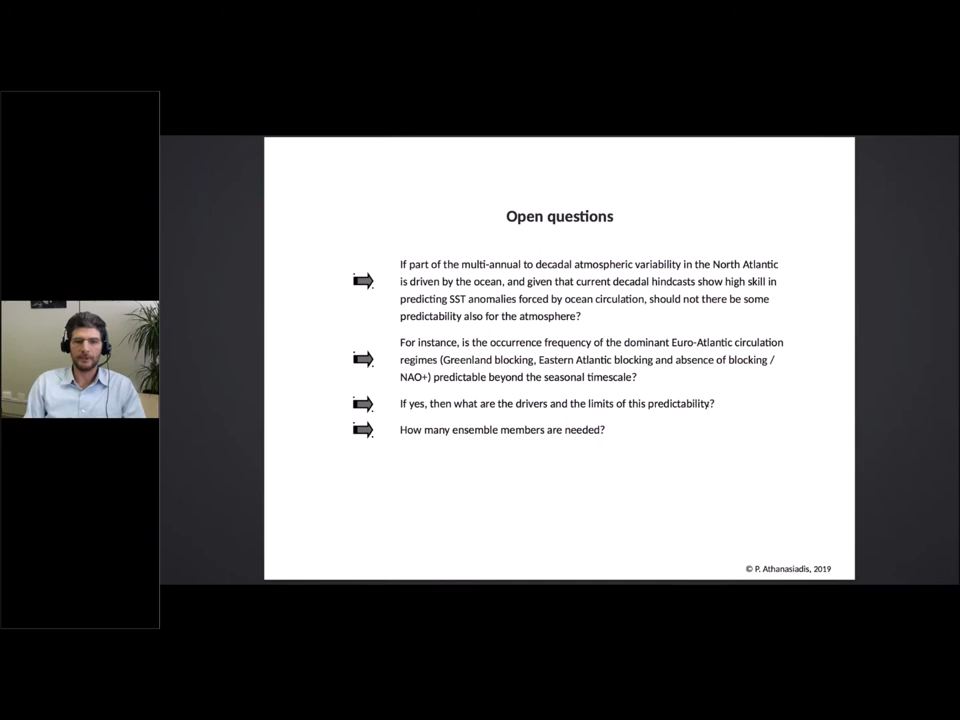 Open questions
If part of the multi-annual to decadal atmospheric variability in the North Atlantic
is driven by the ocean, and given that current decadal hindcasts show high skill in
predicting SST anomalies forced by ocean circulation, should not there be some
predictability also for the atmosphere?
For instance, is the occurrence frequency of the dominant Euro-Atlantic circulation
regimes (Greenland blocking, Eastern Atlantic blocking and absence of blocking /
NAO+) predictable beyond the seasonal timescale?
If yes, then what are the drivers and the limits of this predictability?
How many ensemble members are needed?
© P. Athanasiadis, 2019